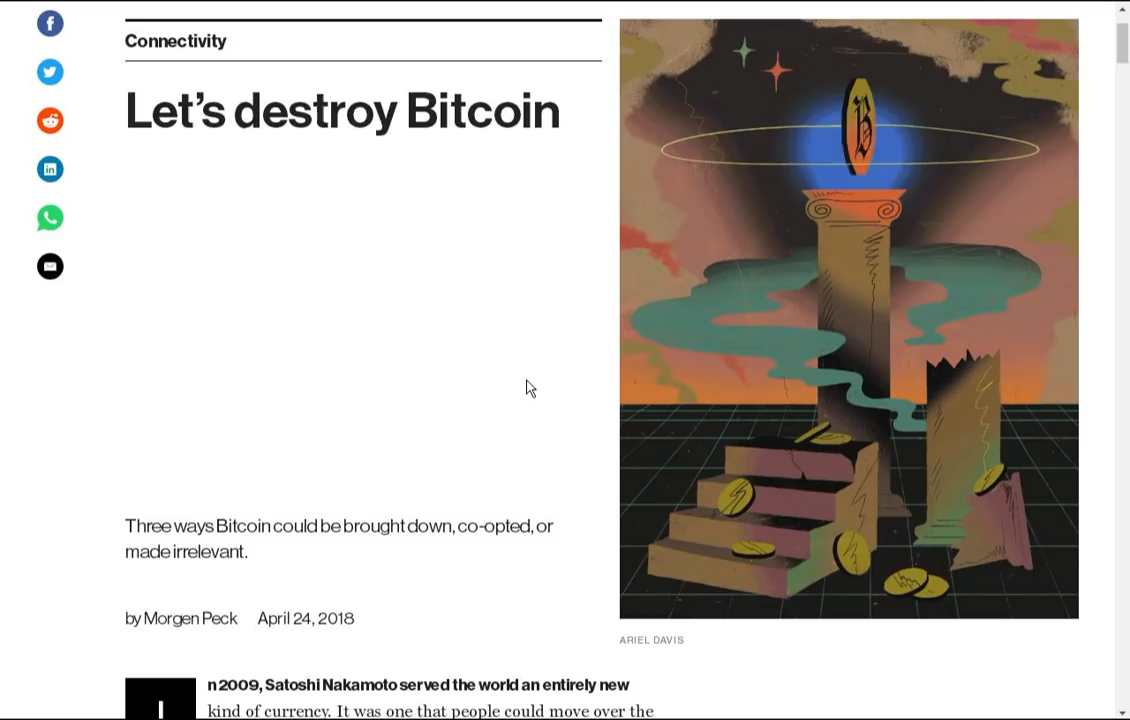 Connectivity
Let's destroy Bitcoin
Three ways Bitcoin could be brought down, co-opted, or
made irrelevant.
by Morgen Peck April 24, 2018
ARIEL DAVIS
In 2009, Satoshi Nakamoto served the world an entirely new
kind of currency. It was one that people could move over the